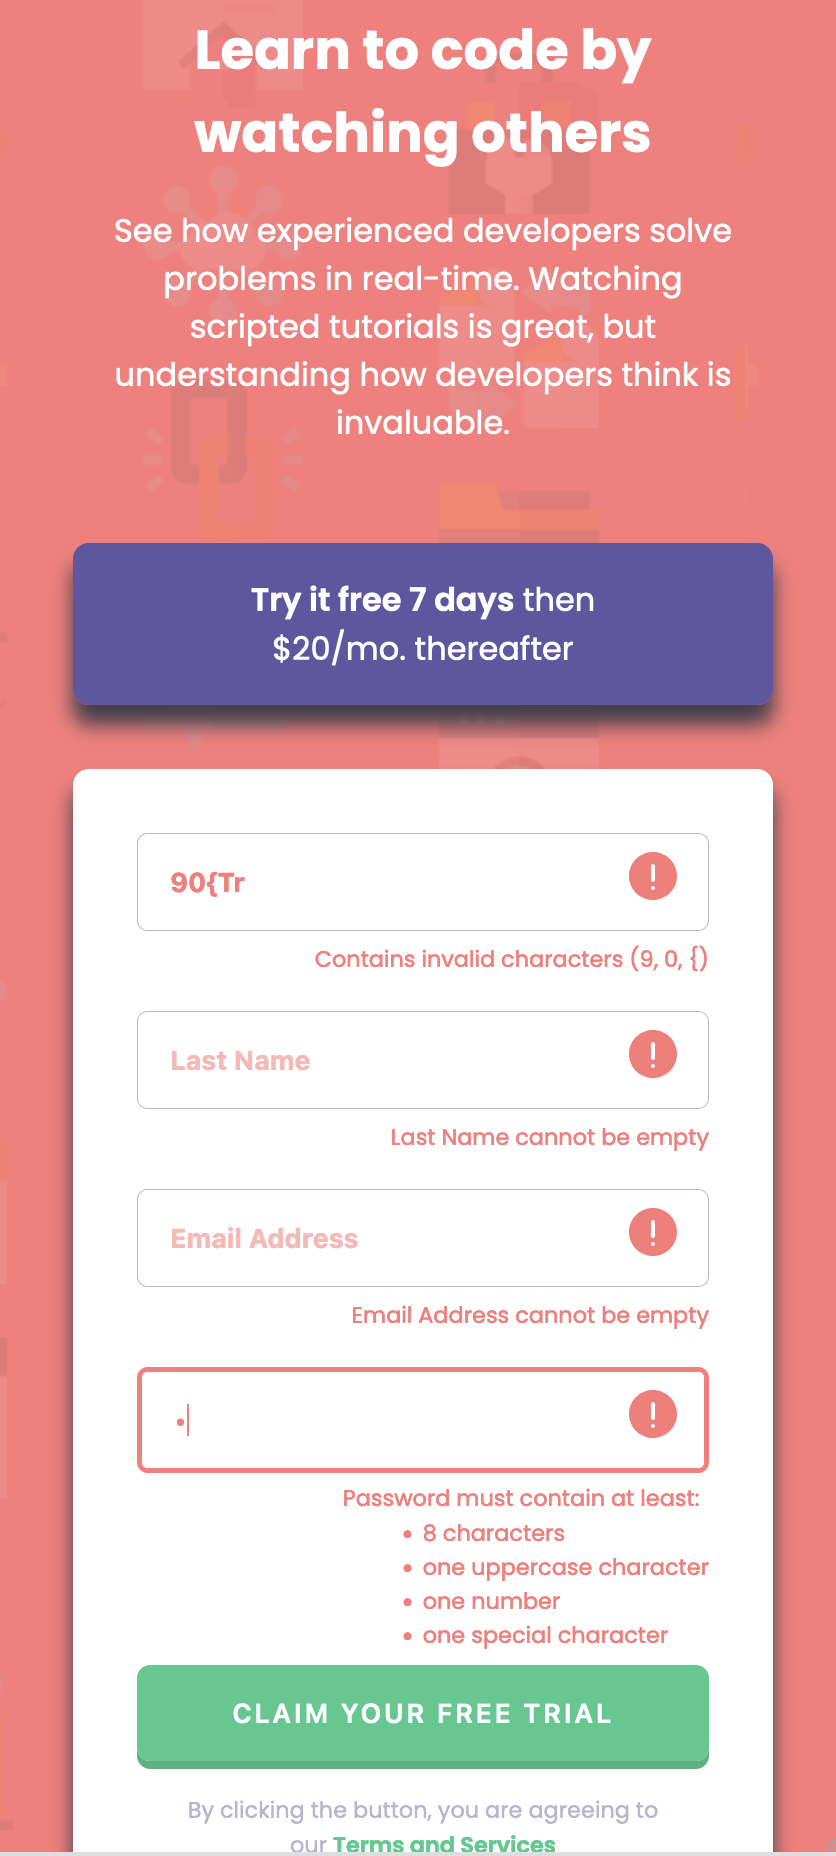 Learn to code by
watching others
See how experienced developers solve
problems in real-time. Watching
scripted tutorials is great, but
understanding how developers think is
invaluable.
Try it free 7 days then
$20/mo. thereafter
90{Tr
Contains invalid characters (9, 0, {)
Last Name
Last Name cannot be empty
Email Address
Email Address cannot be empty
•
Password must contain at least:
• 8 characters
• one uppercase character
• one number
• one special character
CLAIM YOUR FREE TRIAL
By clicking the button, you are agreeing to
our Terms and Services